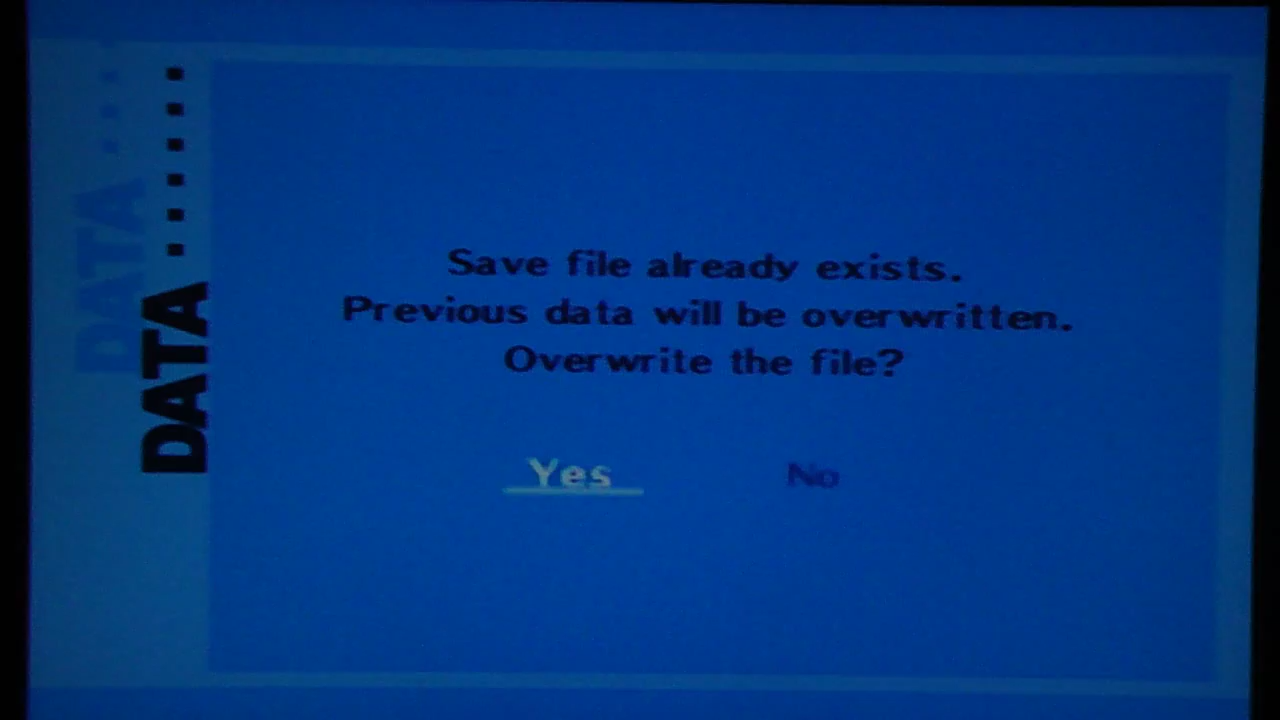 DATA
DATA
Save file already exists.
Previous data will be overwritten.
Overwrite the file?
Yes No